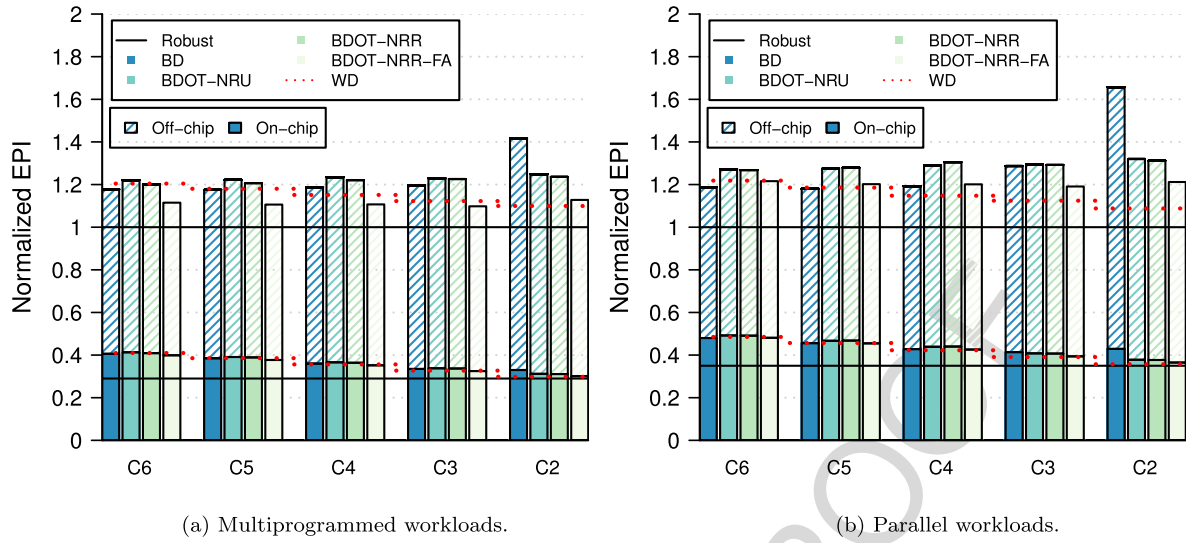 2
1.8
1.6
1.4
1.2
1
0.8
0.6
0.4
0.2
0
Normalized EPI
Robust
BD
BDOT−NRU
BDOT−NRR
BDOT−NRR−FA
WD
Off−chip
On−chip
C6 C5 C4 C3 C2
(a) Multiprogrammed workloads.
2
1.8
1.6
1.4
1.2
1
0.8
0.6
0.4
0.2
0
Normalized EPI
Robust
BD
BDOT−NRU
BDOT−NRR
BDOT−NRR−FA
WD
Off−chip
On−chip
C6 C5 C4 C3 C2
(b) Parallel workloads.